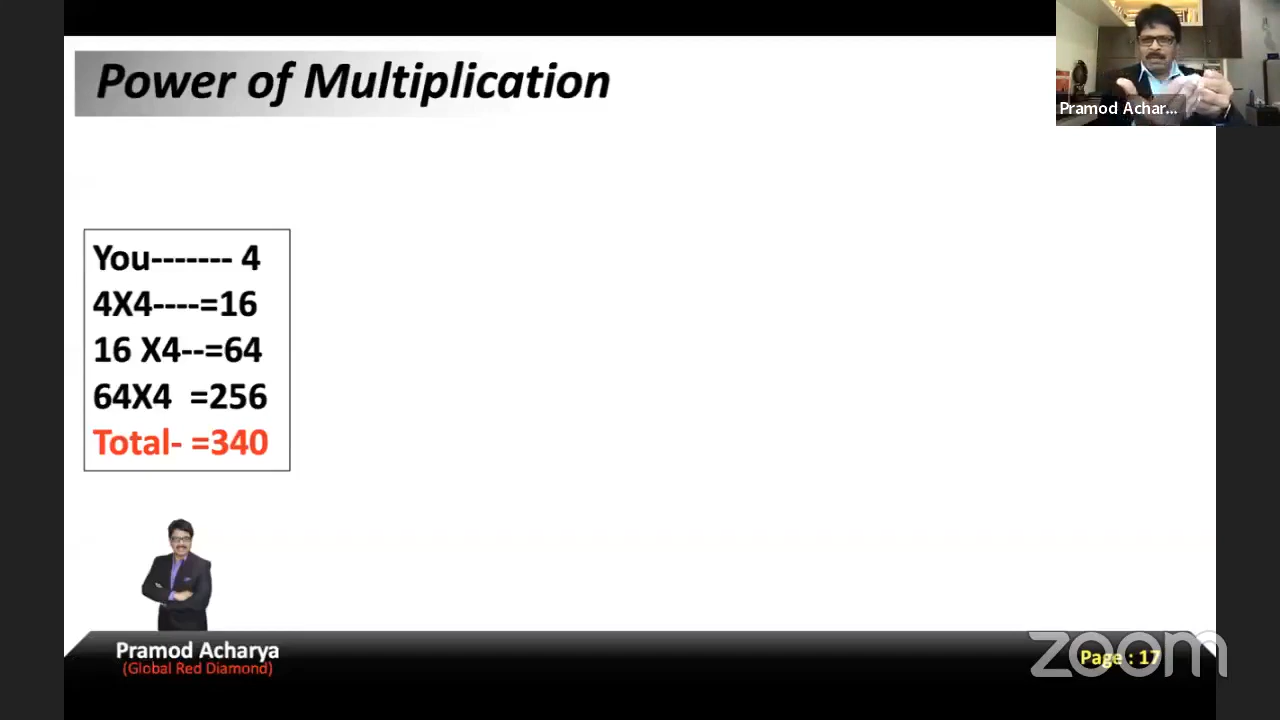 Power of Multiplication
Pramod Achar...
You------- 4
4X4----=16
16 X4--=64
64X4 =256
Total- =340
Pramod Acharya
(Global Red Diamond)
zoom
Page : 17